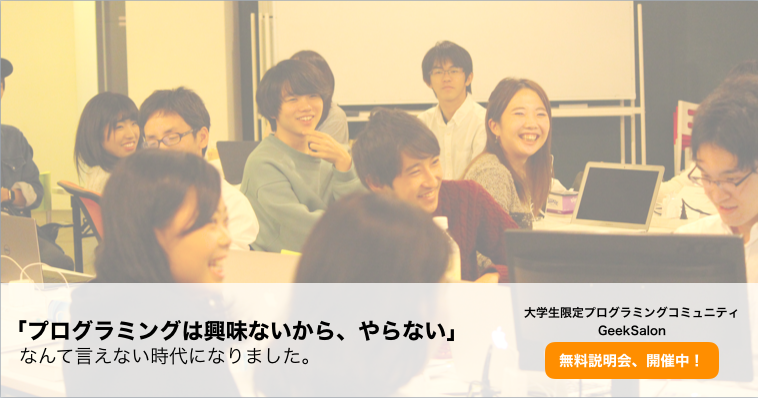 「プログラミングは興味ないから、やらない」
なんて言えない時代になりました。
大学生限定プログラミングコミュニティ
GeekSalon
無料説明会、開催中！